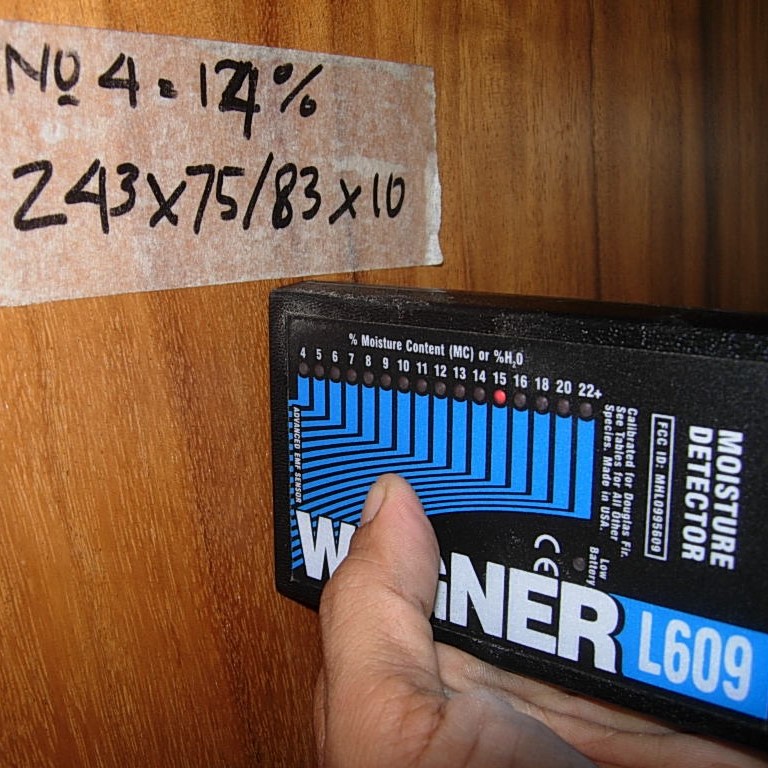 Nº 4 = 14%
243x75/83x10
% Moisture Content (MC) or %H₂O
4 5 6 7 8 9 10 11 12 13 14 15 16 18 20 22+
ADVANCED EMF SENSOR
Calibrated for Douglas Fir.
See Tables for All Other
Species. Made in USA.
FCC ID: MHL0995609
MOISTURE
DETECTOR
CE
Low
Battery
L609